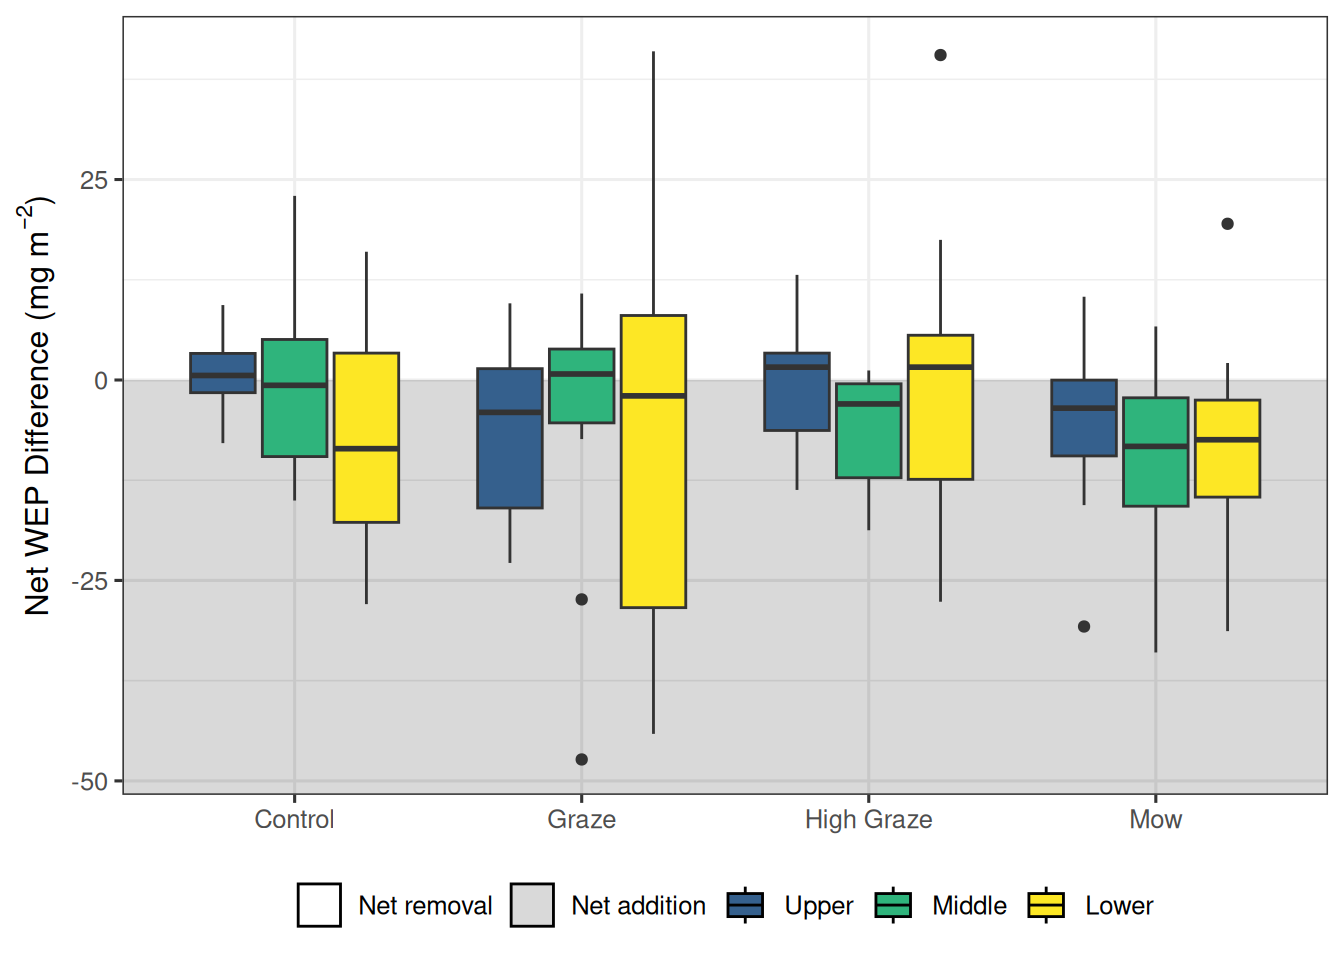 Net WEP Difference (mg m⁻²)
25
0
-25
-50
Control Graze High Graze Mow
Net removal Net addition Upper Middle Lower